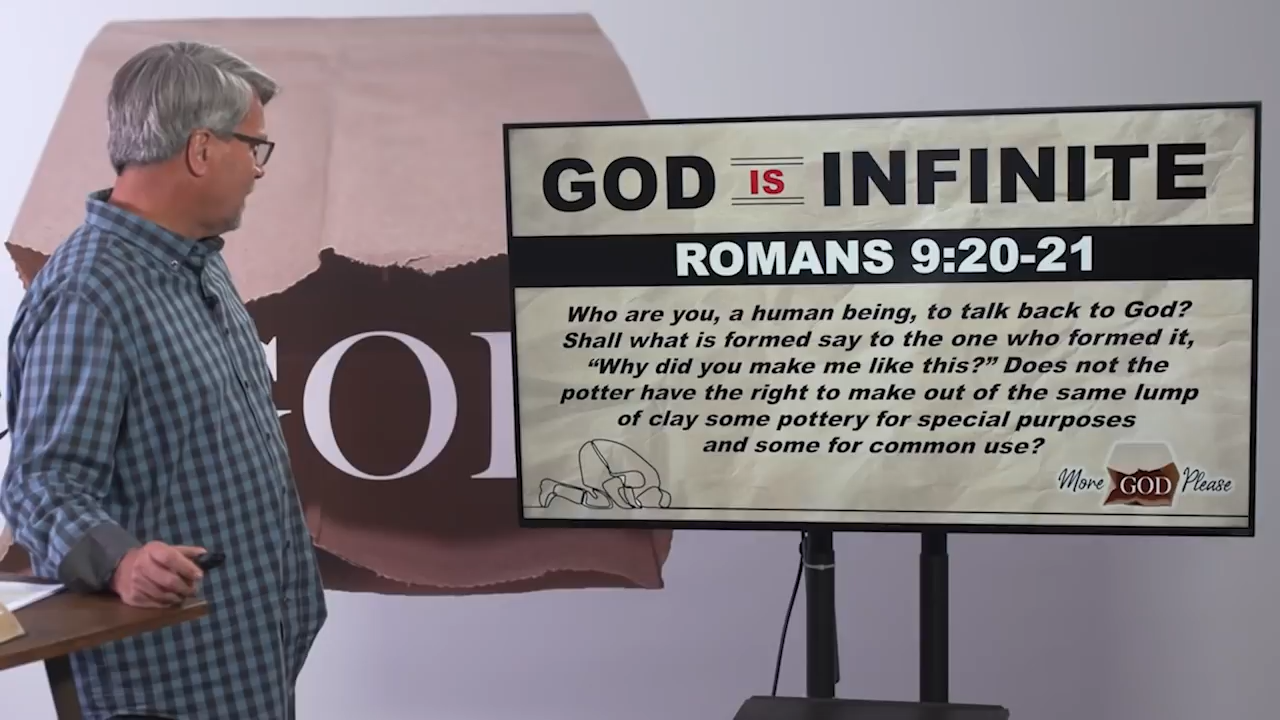 GOD IS INFINITE
ROMANS 9:20-21
Who are you, a human being, to talk back to God?
Shall what is formed say to the one who formed it,
“Why did you make me like this?” Does not the
potter have the right to make out of the same lump
of clay some pottery for special purposes
and some for common use?
More GOD Please
GOD